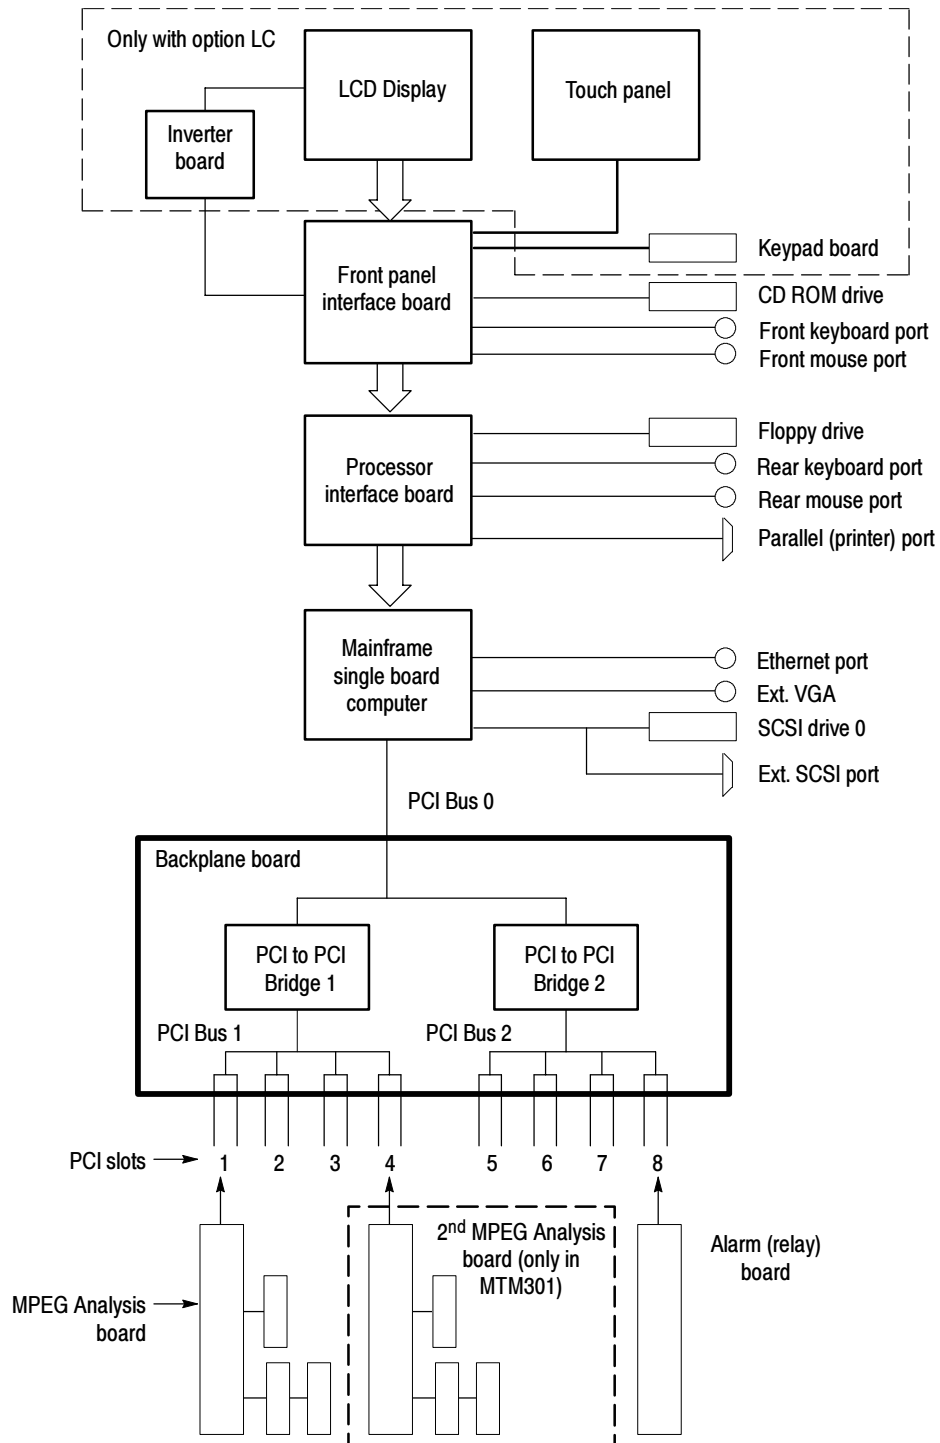 Only with option LC
LCD Display
Touch panel
Inverter
board
Keypad board
Front panel
interface board
CD ROM drive
Front keyboard port
Front mouse port
Processor
interface board
Floppy drive
Rear keyboard port
Rear mouse port
Parallel (printer) port
Mainframe
single board
computer
Ethernet port
Ext. VGA
SCSI drive 0
Ext. SCSI port
PCI Bus 0
Backplane board
PCI to PCI
Bridge 1
PCI to PCI
Bridge 2
PCI Bus 1
PCI Bus 2
PCI slots 1 2 3 4 5 6 7 8
2nd MPEG Analysis
board (only in
MTM301)
Alarm (relay)
board
MPEG Analysis
board